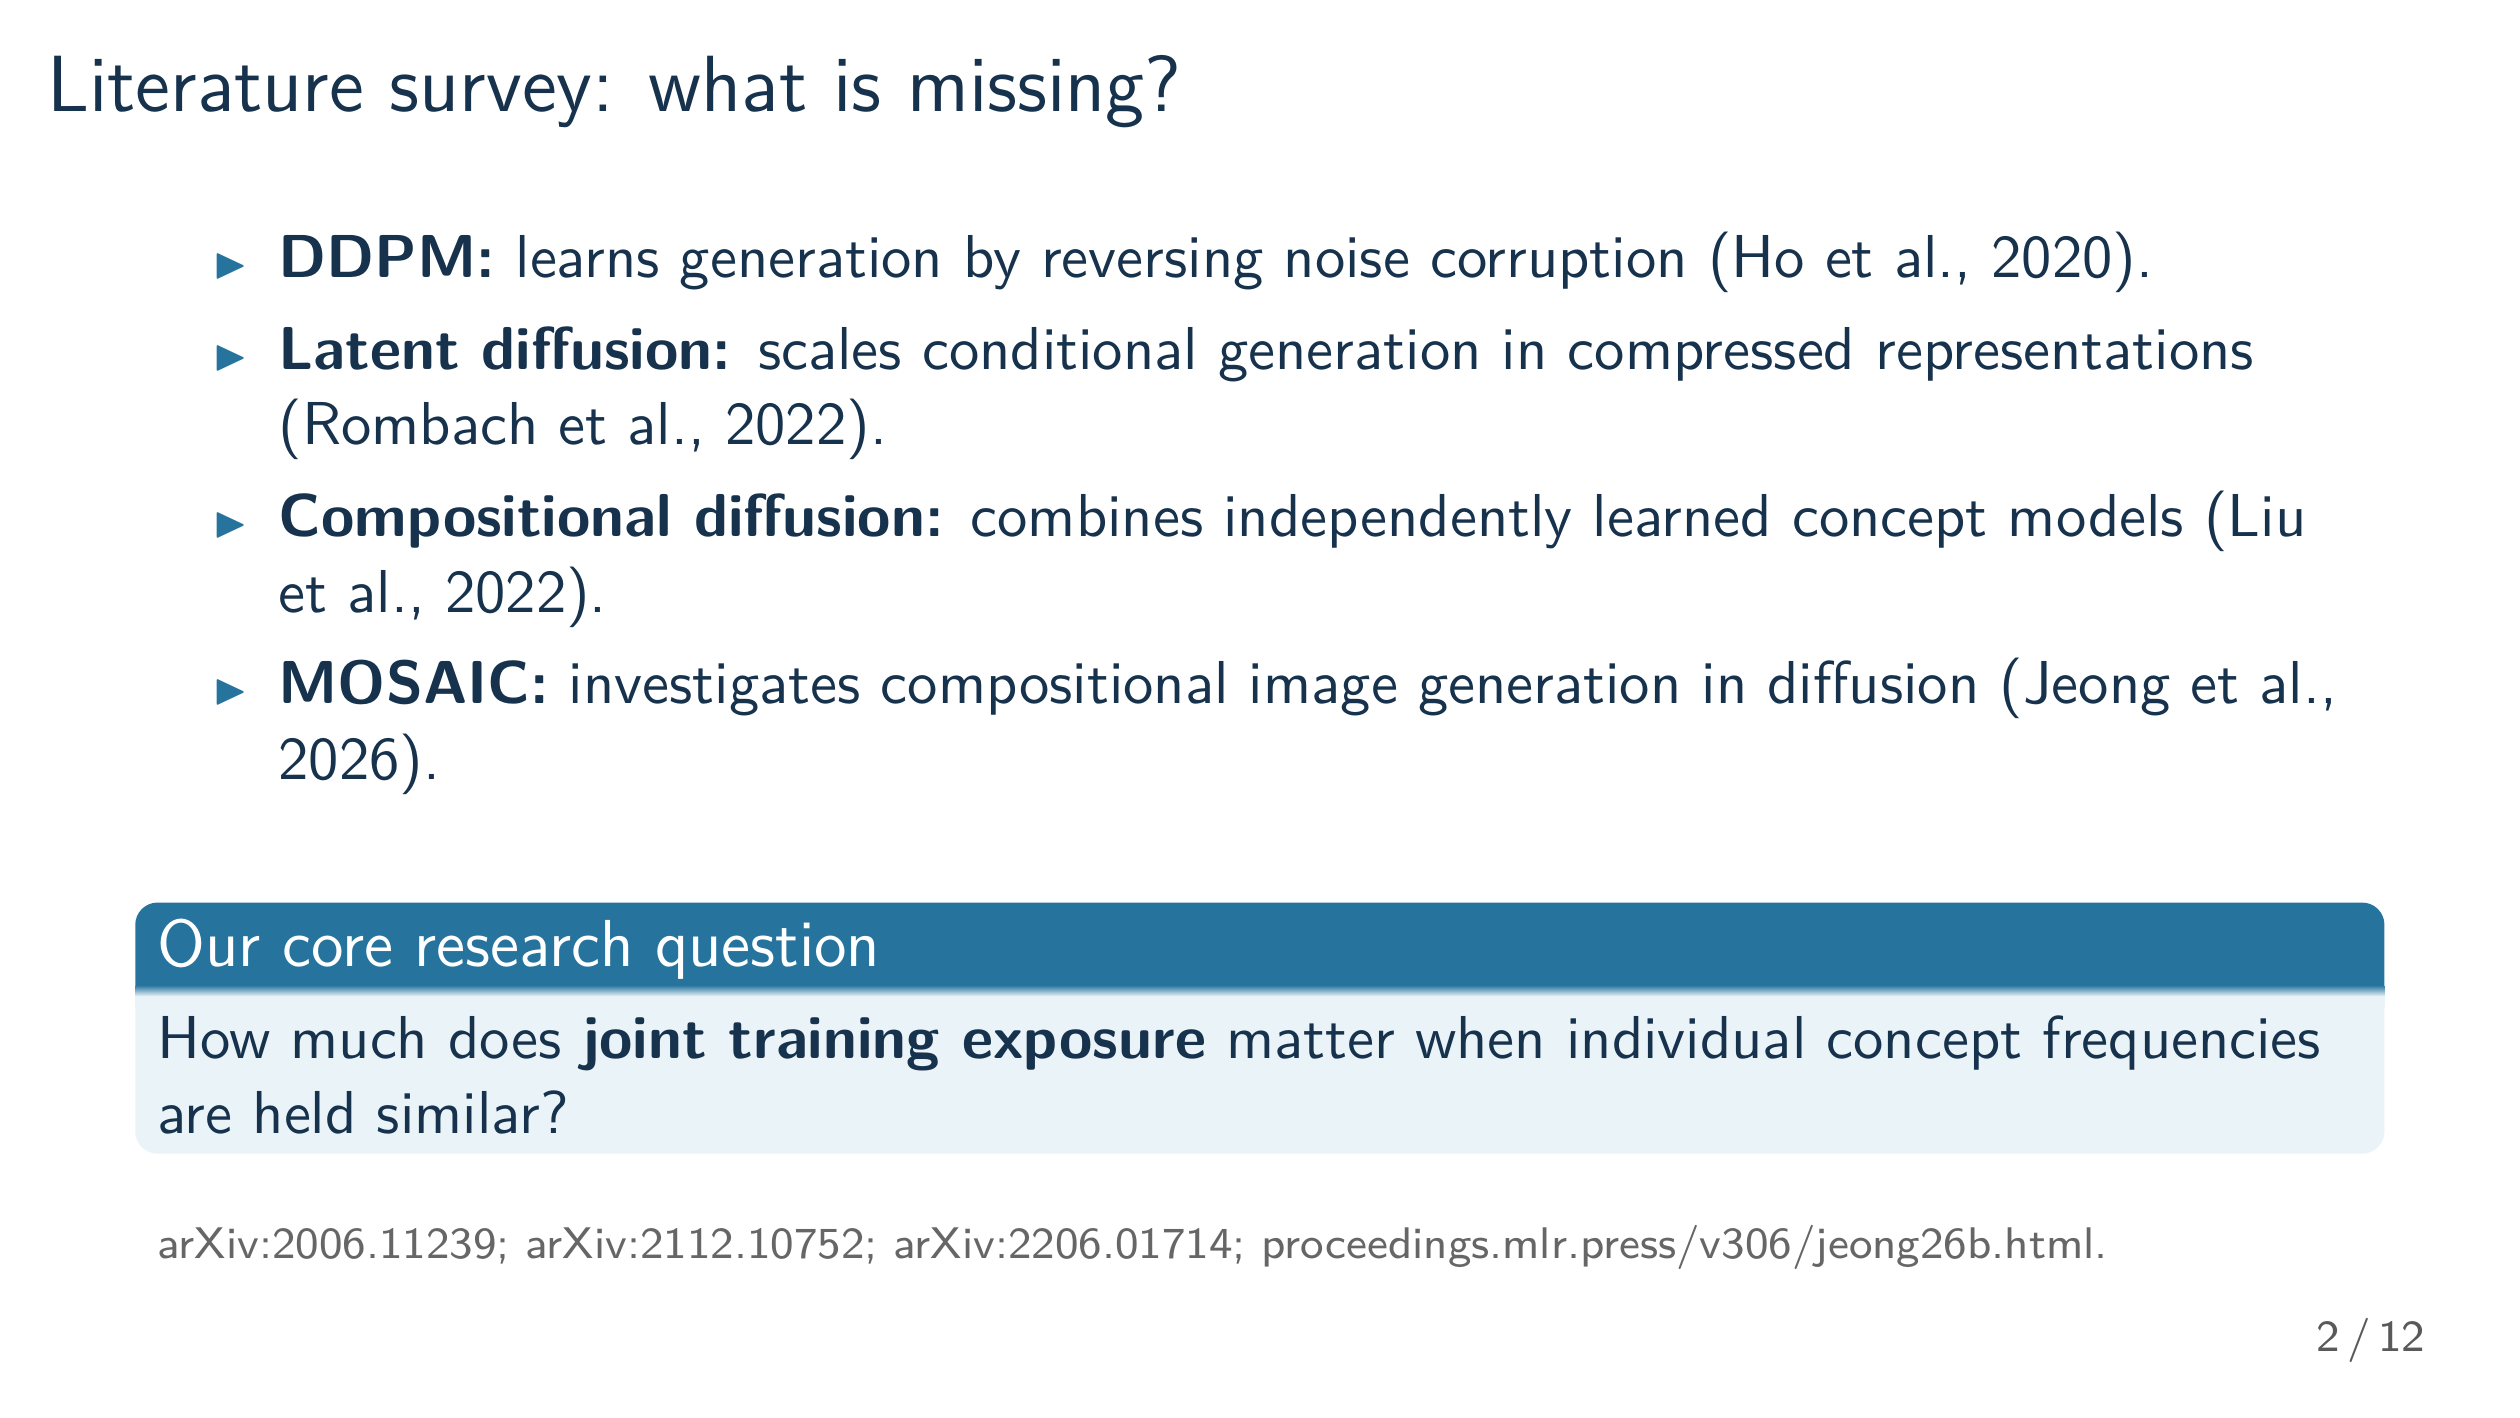 Literature survey: what is missing?
DDPM: learns generation by reversing noise corruption (Ho et al., 2020).
Latent diffusion: scales conditional generation in compressed representations
(Rombach et al., 2022).
Compositional diffusion: combines independently learned concept models (Liu
et al., 2022).
MOSAIC: investigates compositional image generation in diffusion (Jeong et al.,
2026).
Our core research question
How much does joint training exposure matter when individual concept frequencies
are held similar?
arXiv:2006.11239; arXiv:2112.10752; arXiv:2206.01714; proceedings.mlr.press/v306/jeong26b.html.
2 / 12